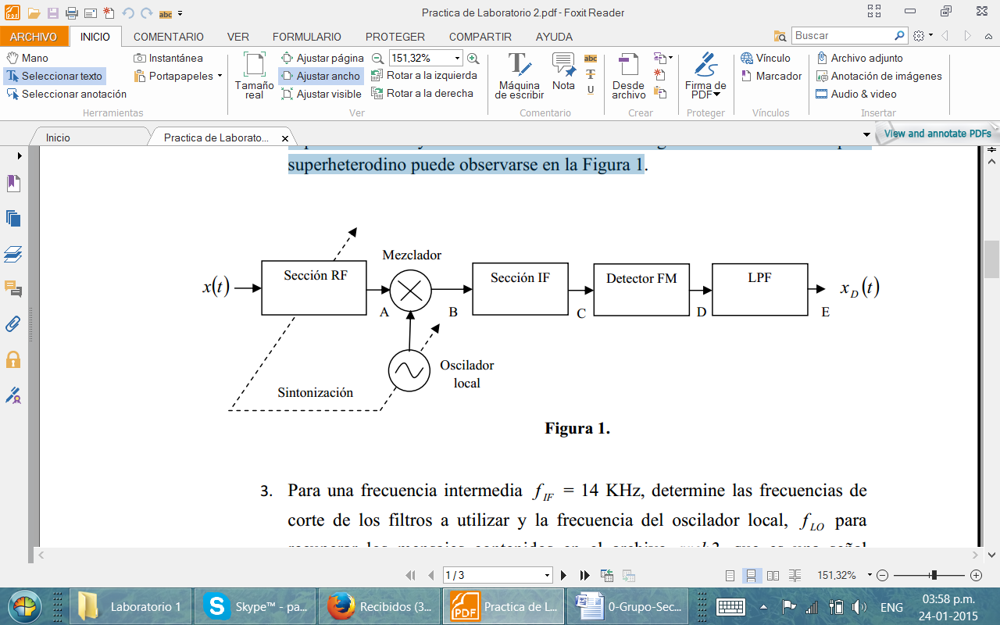 Practica de Laboratorio 2.pdf - Foxit Reader
ARCHIVO INICIO COMENTARIO VER FORMULARIO PROTEGER COMPARTIR AYUDA
Buscar
Mano
Seleccionar texto
Seleccionar anotación
Instantánea
Portapapeles
Herramientas
Tamaño real
Ajustar página
Ajustar ancho
Ajustar visible
151,32%
Rotar a la izquierda
Rotar a la derecha
Ver
Máquina de escribir
Nota
abc
T
U
Comentario
Desde archivo
Crear
Firma de PDF
Proteger
Vínculo
Marcador
Vínculos
Archivo adjunto
Anotación de imágenes
Audio & video
Insertar
Inicio
Practica de Laborato...
View and annotate PDFs
superheterodino puede observarse en la Figura 1.
x(t)
Sección RF
Mezclador
Sección IF
Detector FM
LPF
x_D(t)
A
B
C
D
E
Oscilador
local
Sintonización
Figura 1.
3. Para una frecuencia intermedia f_IF = 14 KHz, determine las frecuencias de
corte de los filtros a utilizar y la frecuencia del oscilador local, f_LO para
1 / 3
151,32%
Laboratorio 1
Skype™ - pa...
Recibidos (3...
Practica de L...
0-Grupo-Sec...
ENG
03:58 p.m.
24-01-2015